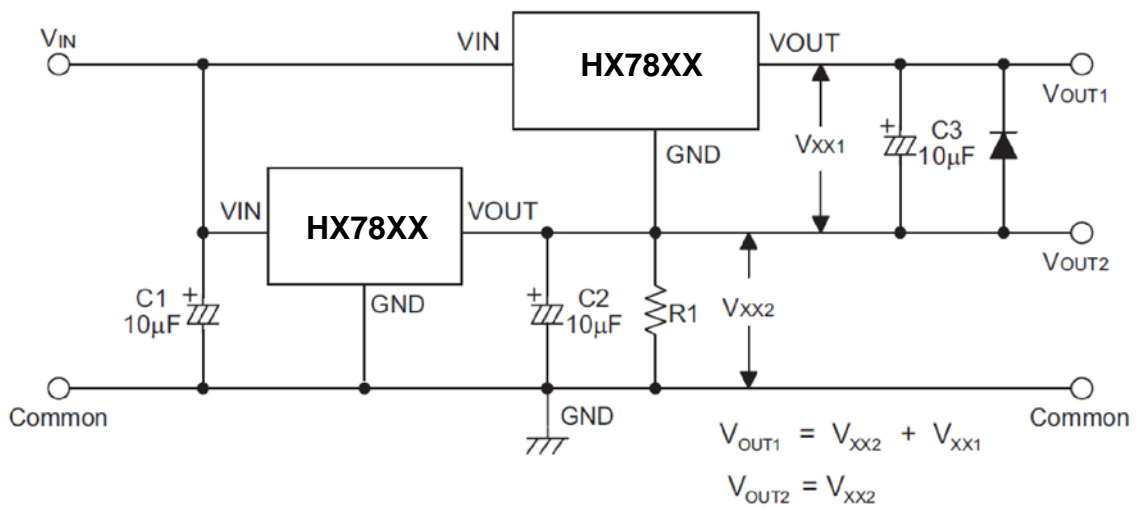 VIN
VIN
HX78XX
VOUT
VOUT1
GND
VXX1
+
C3
10μF
VIN
HX78XX
VOUT
VOUT2
GND
C1
+
10μF
+
C2
10μF
R1
VXX2
Common
GND
Common
VOUT1 = VXX2 + VXX1
VOUT2 = VXX2